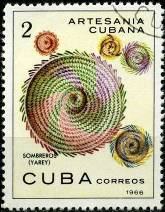 2
ARTESANIA
CUBANA
SOMBREROS
(YAREY)
CUBA CORREOS
1966